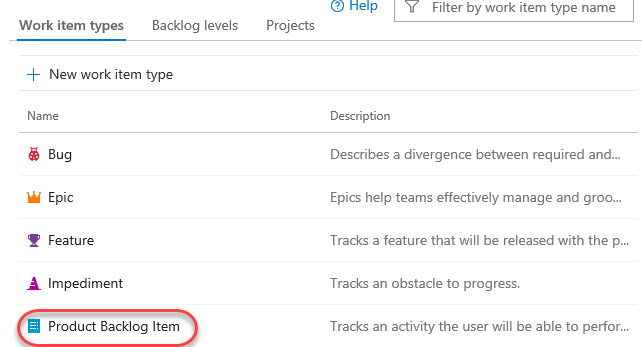 Help
Filter by work item type name
Work item types Backlog levels Projects
New work item type
Name Description
Bug Describes a divergence between required and...
Epic Epics help teams effectively manage and groo...
Feature Tracks a feature that will be released with the p...
Impediment Tracks an obstacle to progress.
Product Backlog Item Tracks an activity the user will be able to perfor...